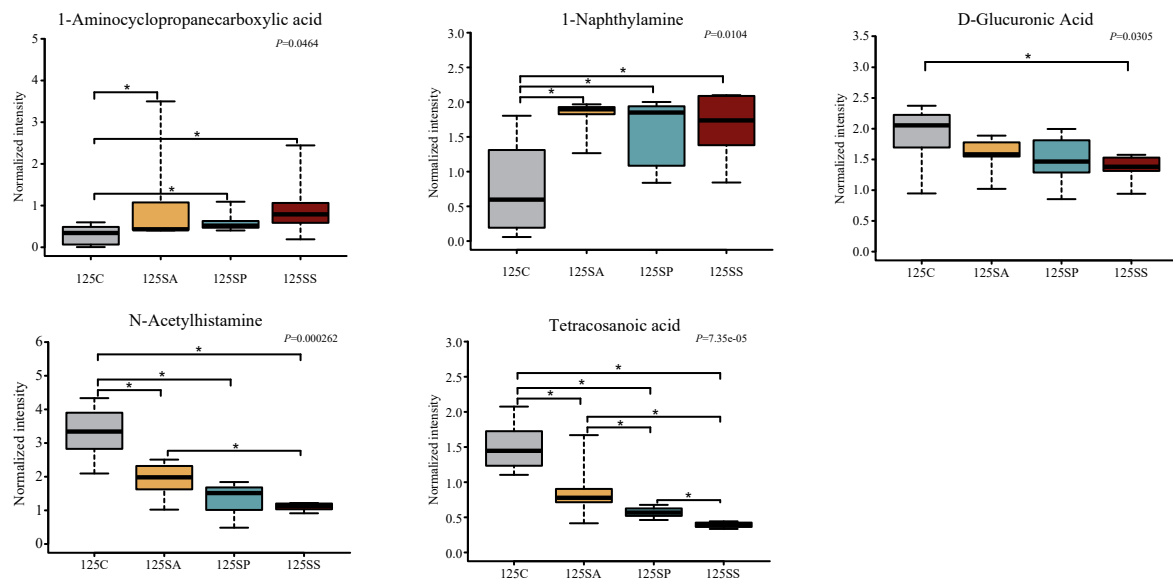 1-Aminocyclopropanecarboxylic acid
P=0.0464
Normalized intensity
5
4
3
2
1
0
*
*
*
125C 125SA 125SP 125SS
1-Naphthylamine
P=0.0104
Normalized intensity
3.0
2.5
2.0
1.5
1.0
0.5
0.0
*
*
*
125C 125SA 125SP 125SS
D-Glucuronic Acid
P=0.0305
Normalized intensity
3.5
3.0
2.5
2.0
1.5
1.0
0.5
0.0
*
125C 125SA 125SP 125SS
N-Acetylhistamine
P=0.000262
Normalized intensity
6
5
4
3
2
1
0
*
*
*
*
125C 125SA 125SP 125SS
Tetracosanoic acid
P=7.35e-05
Normalized intensity
3.0
2.5
2.0
1.5
1.0
0.5
0.0
*
*
*
*
*
*
125C 125SA 125SP 125SS